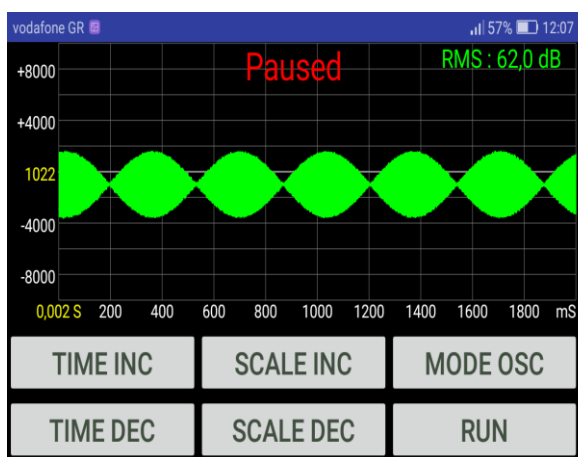 vodafone GR 57% 12:07
Paused RMS : 62,0 dB
+8000
+4000
1022
-4000
-8000
0,002 S 200 400 600 800 1000 1200 1400 1600 1800 mS
TIME INC SCALE INC MODE OSC
TIME DEC SCALE DEC RUN